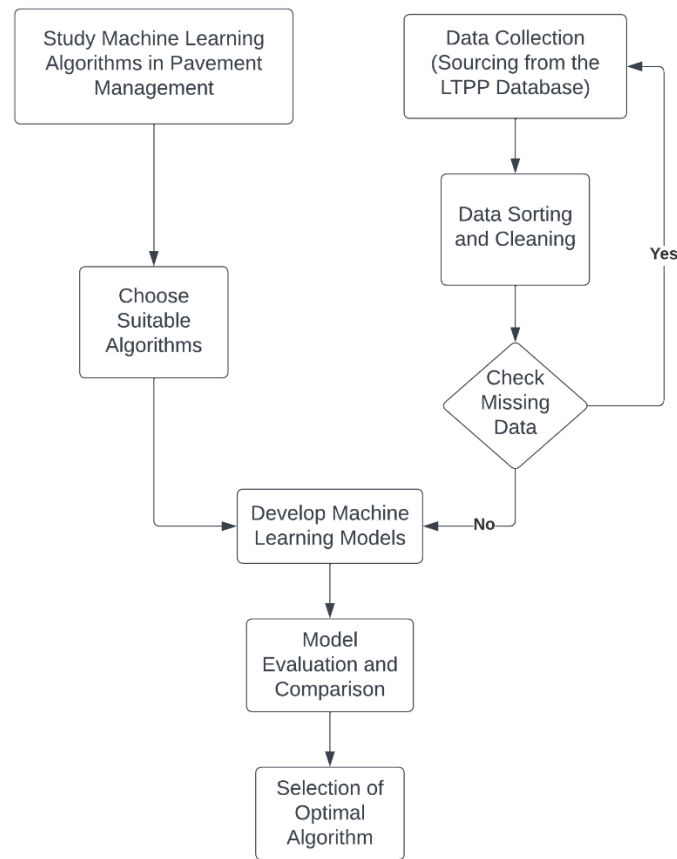 Study Machine Learning
Algorithms in Pavement
Management
Data Collection
(Sourcing from the
LTPP Database)
Data Sorting
and Cleaning
Yes
Choose
Suitable
Algorithms
Check
Missing
Data
Develop Machine
Learning Models
No
Model
Evaluation and
Comparison
Selection of
Optimal
Algorithm